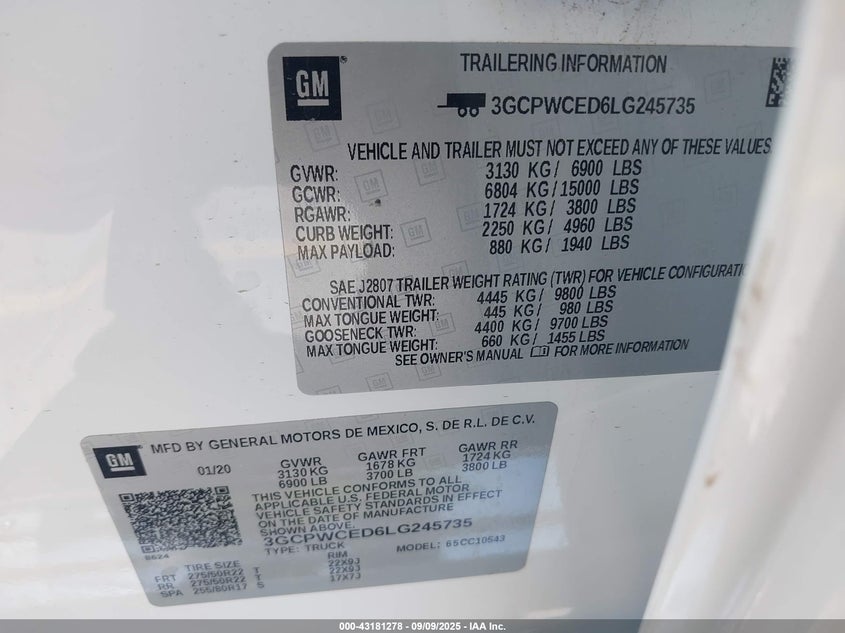 GM
TRAILERING INFORMATION
3GCPWCED6LG245735
VEHICLE AND TRAILER MUST NOT EXCEED ANY OF THESE VALUES
GVWR: 3130 KG / 6900 LBS
GCWR: 6804 KG / 15000 LBS
RGAWR: 1724 KG / 3800 LBS
CURB WEIGHT: 2250 KG / 4960 LBS
MAX PAYLOAD: 880 KG / 1940 LBS
SAE J2807 TRAILER WEIGHT RATING (TWR) FOR VEHICLE
CONVENTIONAL TWR: 4445 KG / 9800 LBS
MAX TONGUE WEIGHT: 445 KG / 980 LBS
GOOSENECK TWR: 4400 KG / 9700 LBS
MAX TONGUE WEIGHT: 660 KG / 1455 LBS
SEE OWNER'S MANUAL FOR MORE INFORMATION
GM
MFD BY GENERAL MOTORS DE MEXICO, S. DE R.L. DE C.V.
01/20 GVWR GAWR FRT GAWR RR
3130 KG 1678 KG 1724 KG
6900 LB 3700 LB 3800 LB
THIS VEHICLE CONFORMS TO ALL
APPLICABLE U.S. FEDERAL MOTOR
VEHICLE SAFETY STANDARDS IN EFFECT
ON THE DATE OF MANUFACTURE
SHOWN ABOVE.
3GCPWCED6LG245735
TYPE: TRUCK MODEL: 65CC10543
8624
TIRE SIZE RIM
FRT 275/50R22 T 22X9J
RR 275/50R22 T 22X9J
SPA 255/80R17 S 17X7J
000-43181278 - 09/09/2025 - IAA Inc.